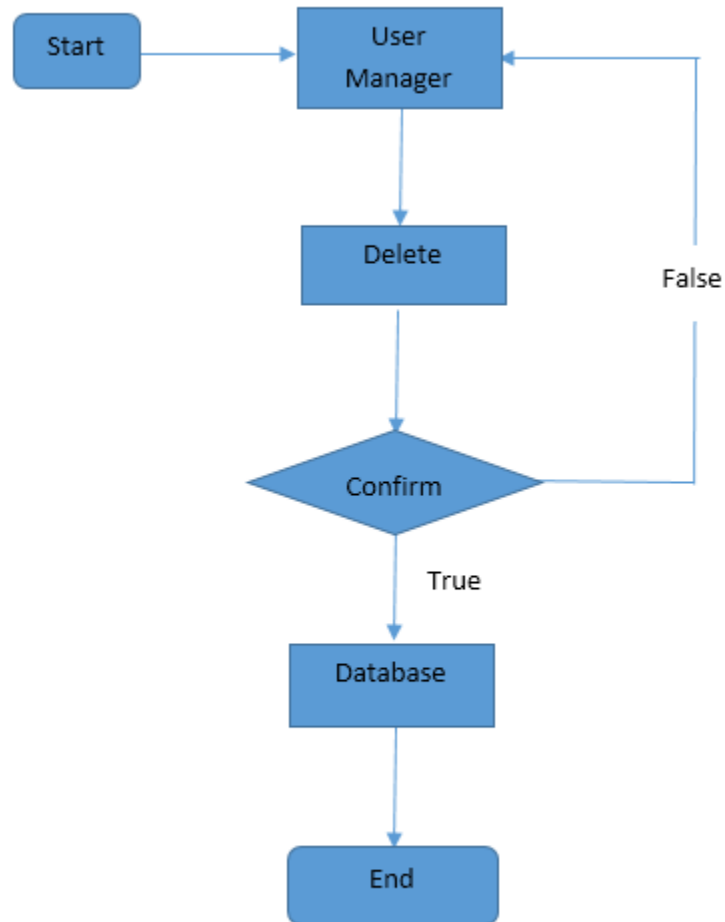 Start
User
Manager
Delete
False
Confirm
True
Database
End